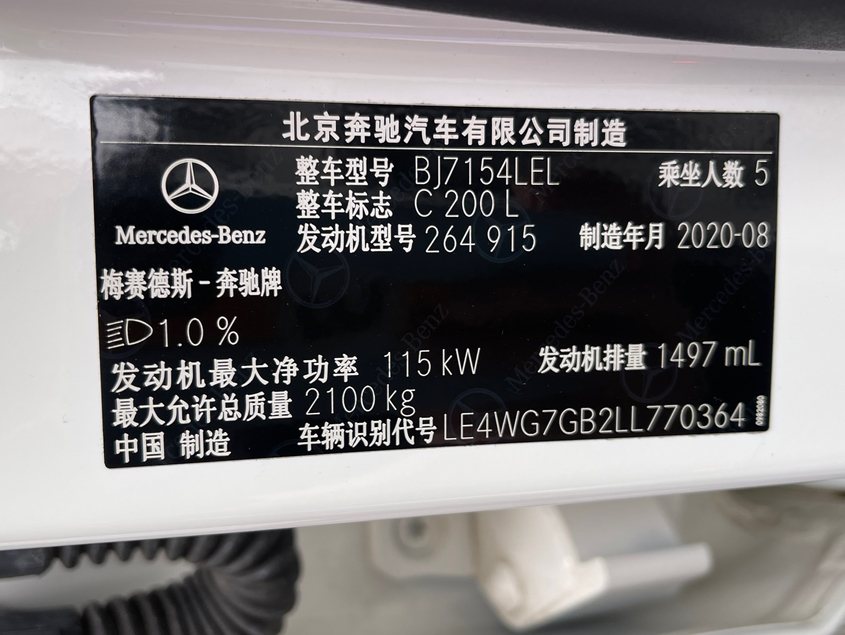 北京奔驰汽车有限公司制造
整车型号 BJ7154LEL 乘坐人数 5
整车标志 C 200 L
Mercedes-Benz
发动机型号 264 915 制造年月 2020-08
梅赛德斯-奔驰牌
1.0 %
发动机最大净功率 115 kW 发动机排量 1497 mL
最大允许总质量 2100 kg
中国 制造 车辆识别代号 LE4WG7GB2LL770364
0982080